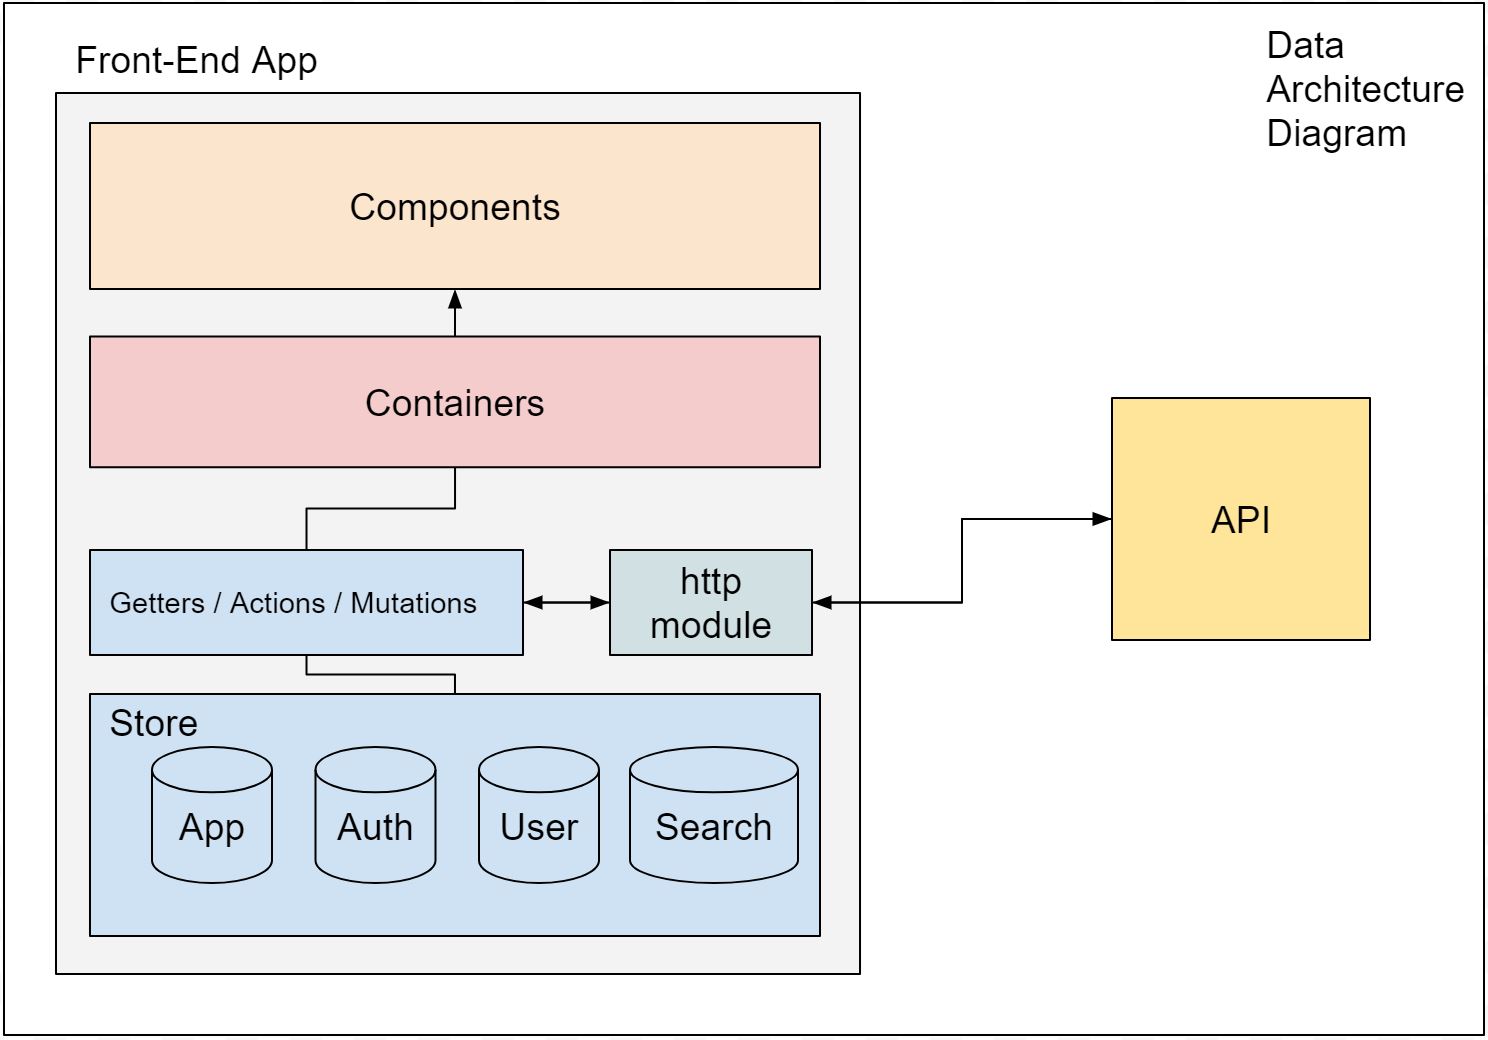 Front-End App
Data
Architecture
Diagram
Components
Containers
API
Getters / Actions / Mutations
http
module
Store
App
Auth
User
Search